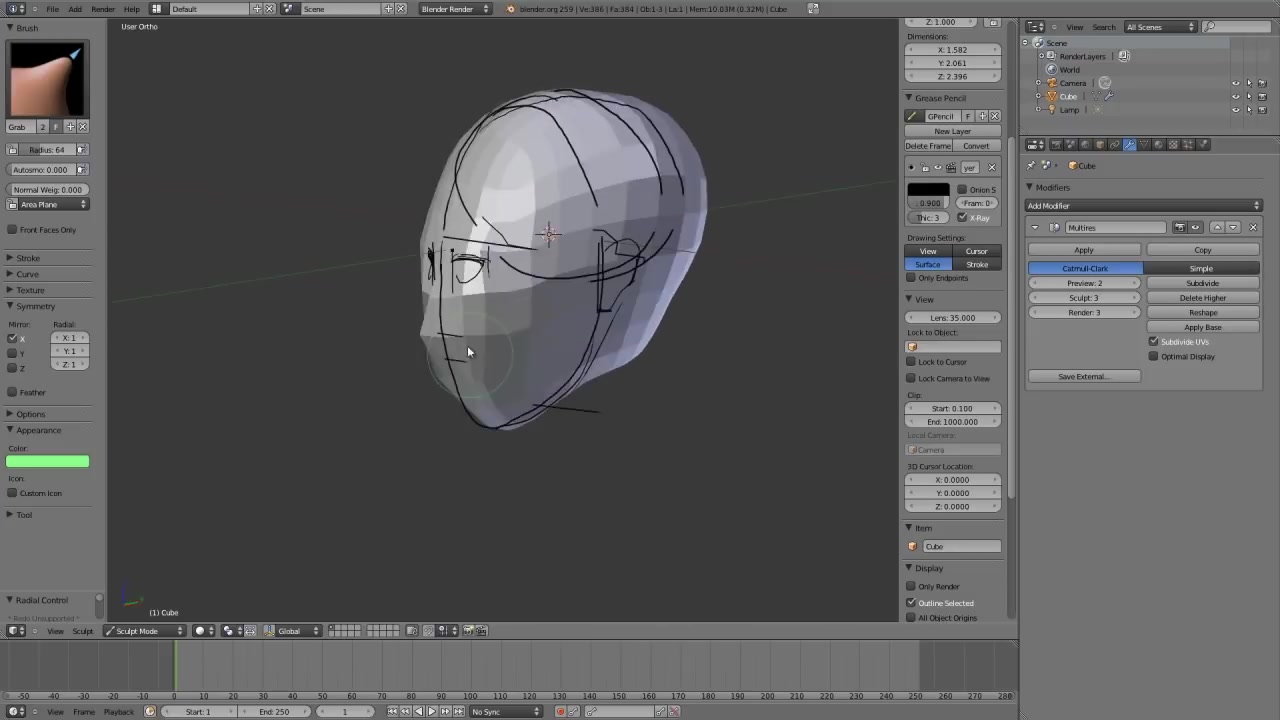 File Add Render Help Default Scene Blender Render blender.org 259 | Ve:386 | Fa:384 | Ob:1-3 | La:1 | Mem:10.03M (0.32M) | Cube
Brush
Grab 2 F
Radius: 64
Autosmo: 0.000
Normal Weig: 0.000
Area Plane
Front Faces Only
Stroke
Curve
Texture
Symmetry
Mirror: Radial:
X X: 1
Y Y: 1
Z Z: 1
Feather
Options
Appearance
Color:
Icon:
Custom Icon
Tool
Radial Control
* Redo Unsupported *
User Ortho
(1) Cube
Z: 1.000
Dimensions:
X: 1.582
Y: 2.061
Z: 2.396
Grease Pencil
GPencil F
New Layer
Delete Frame Convert
yer
Onion S
0.900 Fram: 0
Thic: 3 X-Ray
Drawing Settings:
View Cursor
Surface Stroke
Only Endpoints
View
Lens: 35.000
Lock to Object:
Lock to Cursor
Lock Camera to View
Clip:
Start: 0.100
End: 1000.000
Local Camera:
Camera
3D Cursor Location:
X: 0.0000
Y: 0.0000
Z: 0.0000
Item
Cube
Display
Only Render
Outline Selected
All Object Origins
View Search All Scenes
Scene
RenderLayers
World
Camera
Cube
Lamp
Cube
Modifiers
Add Modifier
Multires
Apply Copy
Catmull-Clark Simple
Preview: 2 Subdivide
Sculpt: 3 Delete Higher
Render: 3 Reshape
Apply Base
Subdivide UVs
Optimal Display
Save External...
View Sculpt Sculpt Mode Global
-50 -40 -30 -20 -10 0 10 20 30 40 50 60 70 80 90 100 110 120 130 140 150 160 170 180 190 200 210 220 230 240 250 260 270 280
View Frame Playback Start: 1 End: 250 1 No Sync